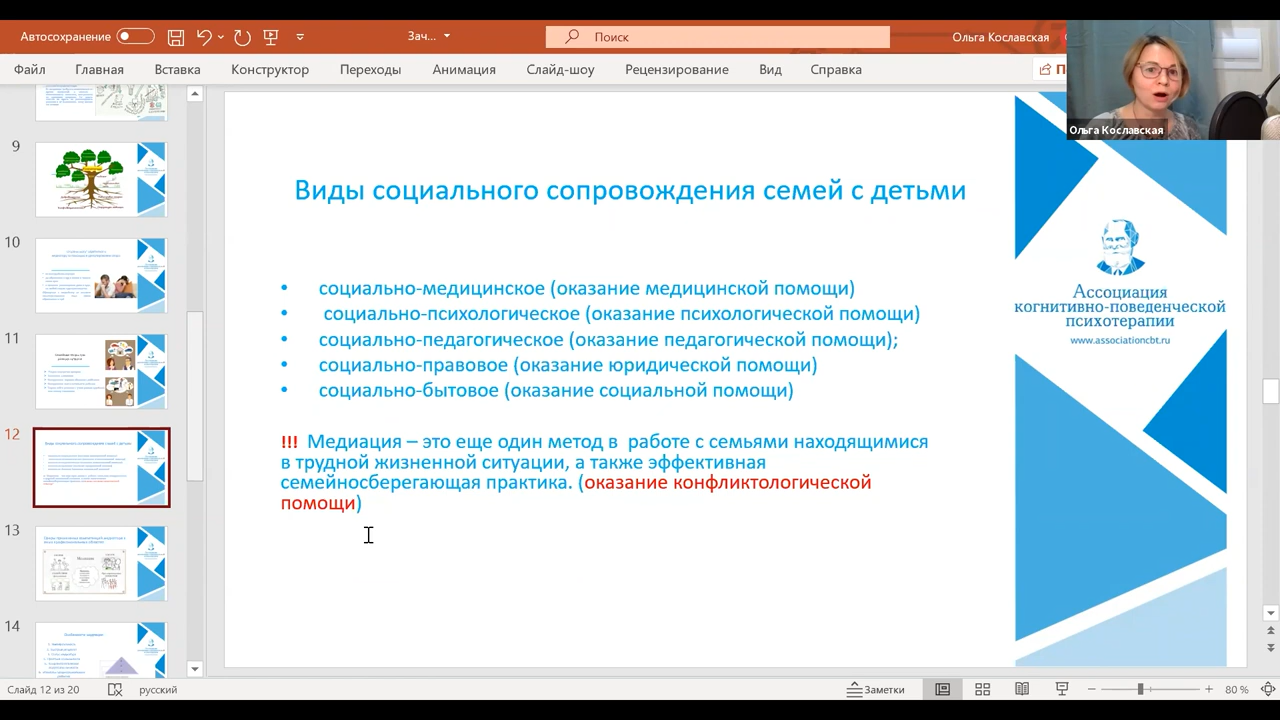 Автосохранение
Зач...
Поиск
Ольга Кославская
Файл
Главная
Вставка
Конструктор
Переходы
Анимация
Слайд-шоу
Рецензирование
Вид
Справка
Ольга Кославская
9
10
11
12
13
14
Виды социального сопровождения семей с детьми
• социально-медицинское (оказание медицинской помощи)
• социально-психологическое (оказание психологической помощи)
• социально-педагогическое (оказание педагогической помощи);
• социально-правовое (оказание юридической помощи)
• социально-бытовое (оказание социальной помощи)
!!! Медиация – это еще один метод в работе с семьями находящимися
в трудной жизненной ситуации, а также эффективная
семейносберегающая практика. (оказание конфликтологической
помощи)
Ассоциация
когнитивно-поведенческой
психотерапии
www.associationcbt.ru
Слайд 12 из 20
русский
Заметки
80 %